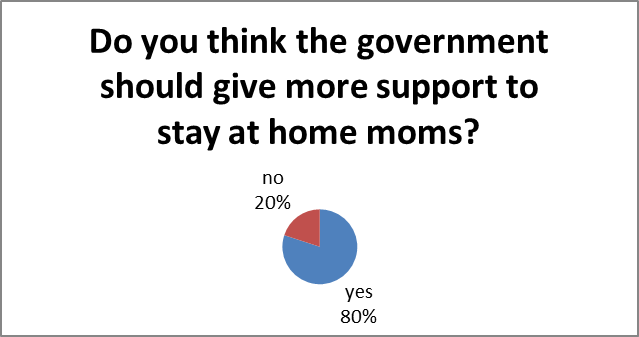 Do you think the government
should give more support to
stay at home moms?
no
20%
yes
80%